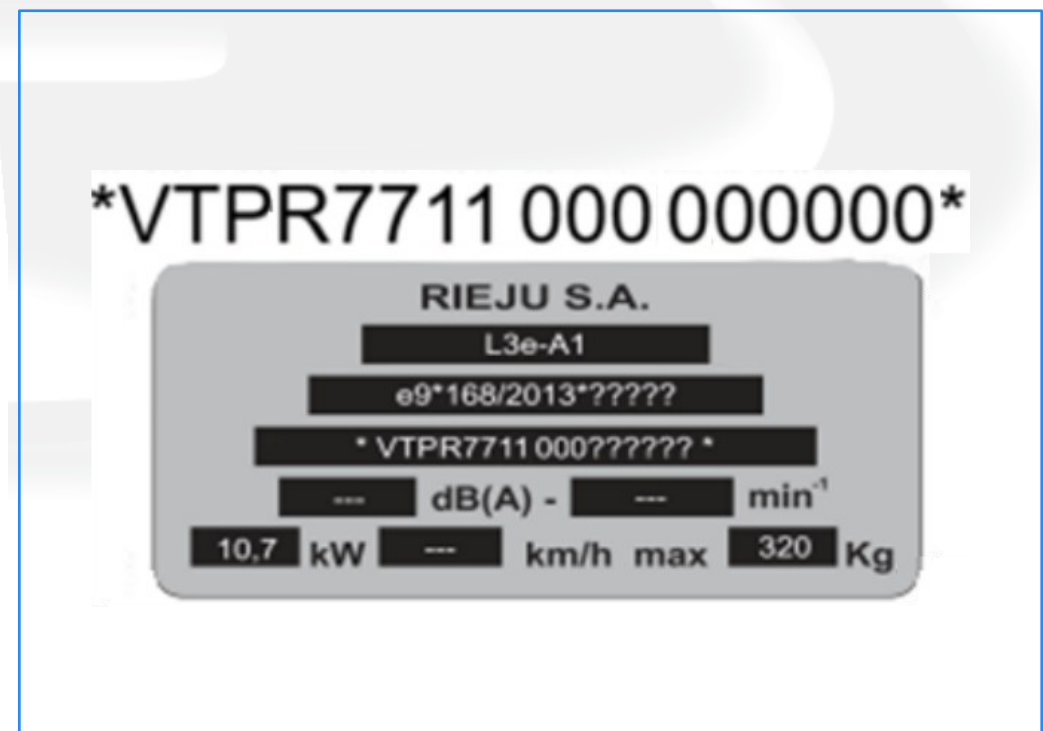 *VTPR7711 000 000000*
RIEJU S.A.
L3e-A1
e9*168/2013*?????
* VTPR7711 000?????? *
--- dB(A) - --- min⁻¹
10,7 kW --- km/h max 320 Kg